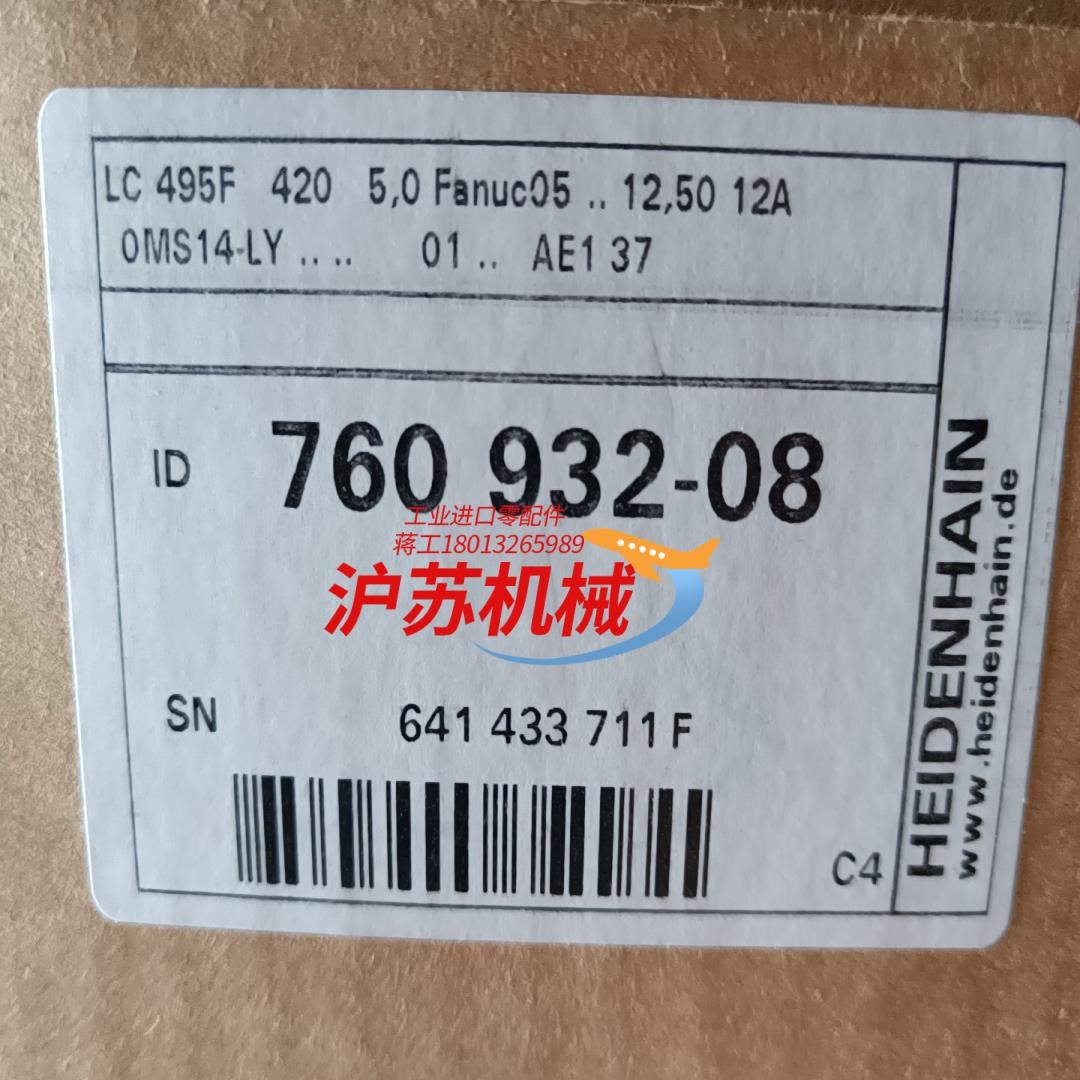 LC 495F 420 5,0 Fanuc05 .. 12,50 12A
0MS14-LY .. .. 01 .. AE1 37
ID 760 932-08
工业进口零配件
蒋工18013265989
沪苏机械
SN 641 433 711 F
C4
HEIDENHAIN
www.heidenhain.de